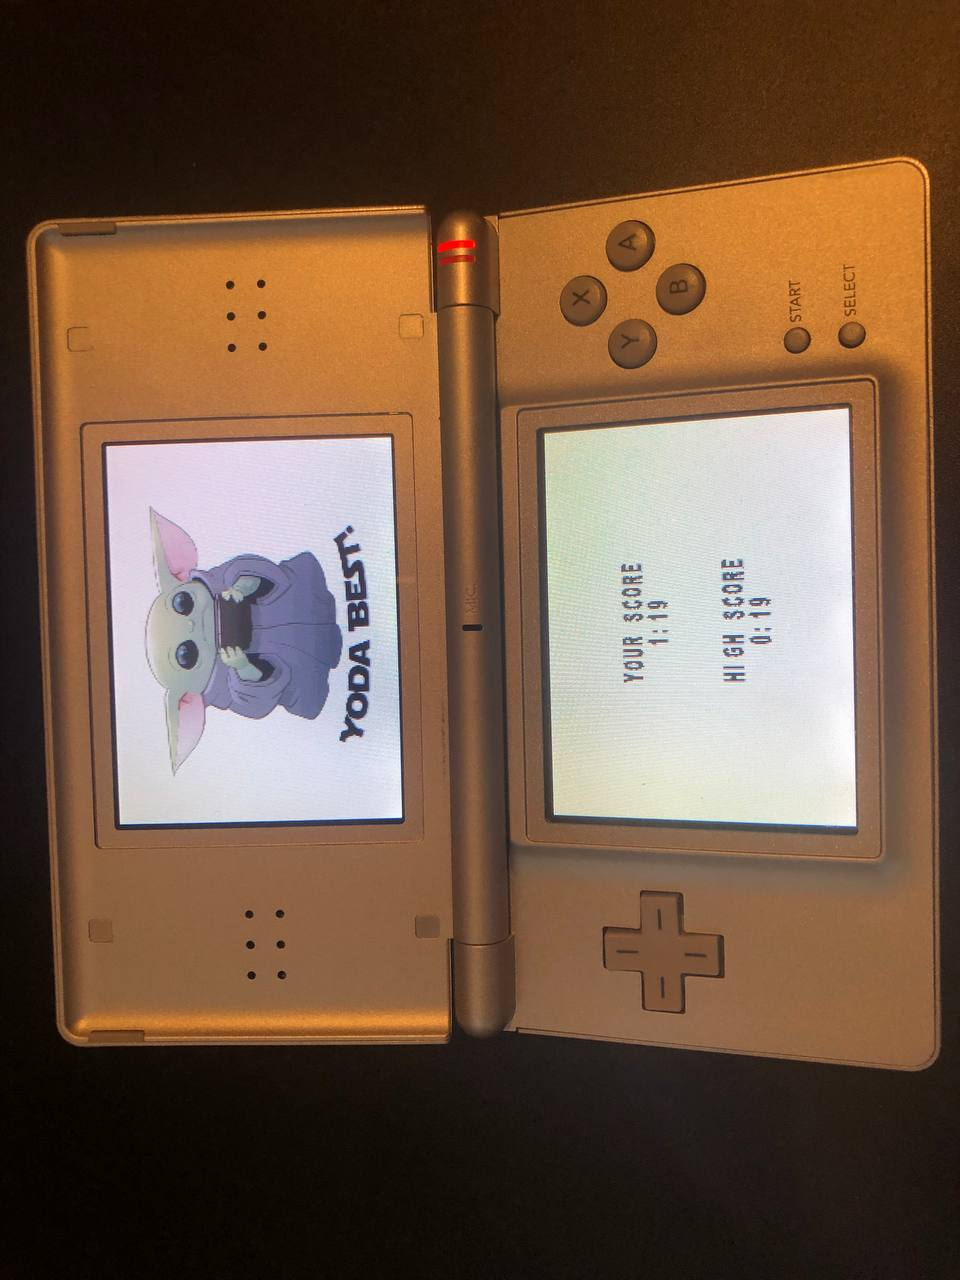 YODA BEST.
MIC.
YOUR SCORE
1:19
HIGH SCORE
0:19
X
A
Y
B
START
SELECT